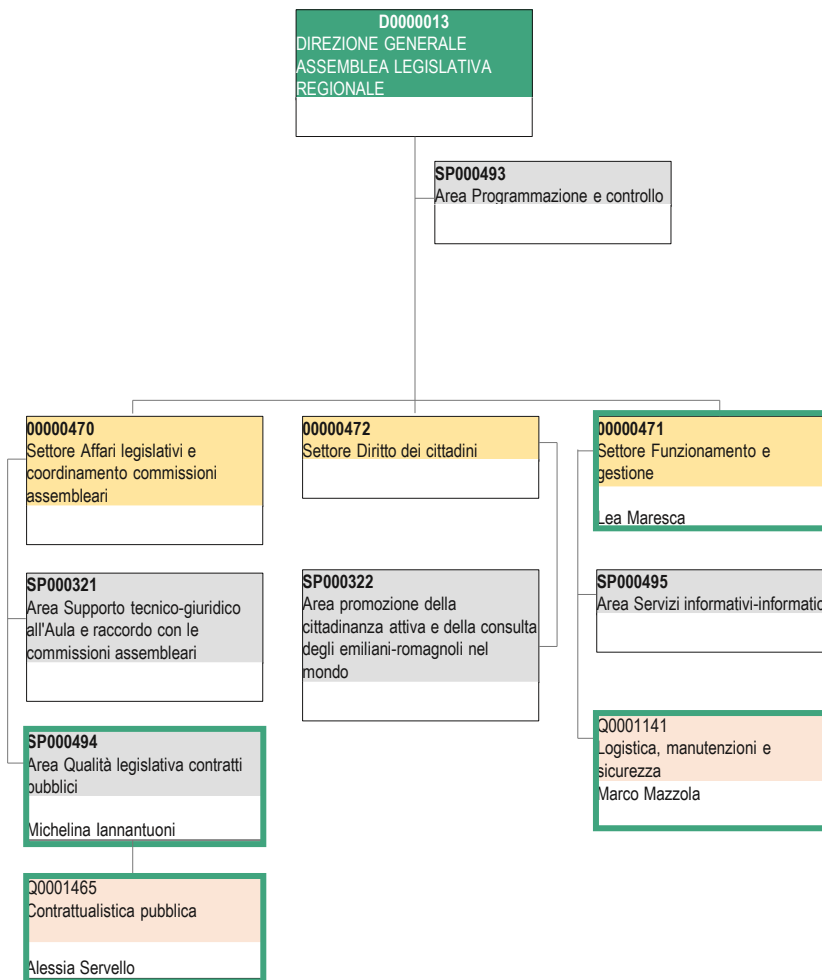 D0000013
DIREZIONE GENERALE
ASSEMBLEA LEGISLATIVA
REGIONALE
SP000493
Area Programmazione e controllo
00000470
Settore Affari legislativi e
coordinamento commissioni
assembleari
00000472
Settore Diritto dei cittadini
00000471
Settore Funzionamento e
gestione
Lea Maresca
SP000321
Area Supporto tecnico-giuridico
all'Aula e raccordo con le
commissioni assembleari
SP000322
Area promozione della
cittadinanza attiva e della consulta
degli emiliani-romagnoli nel
mondo
SP000495
Area Servizi informativi-informatic
SP000494
Area Qualità legislativa contratti
pubblici
Michelina Iannantuoni
Q0001141
Logistica, manutenzioni e
sicurezza
Marco Mazzola
Q0001465
Contrattualistica pubblica
Alessia Servello